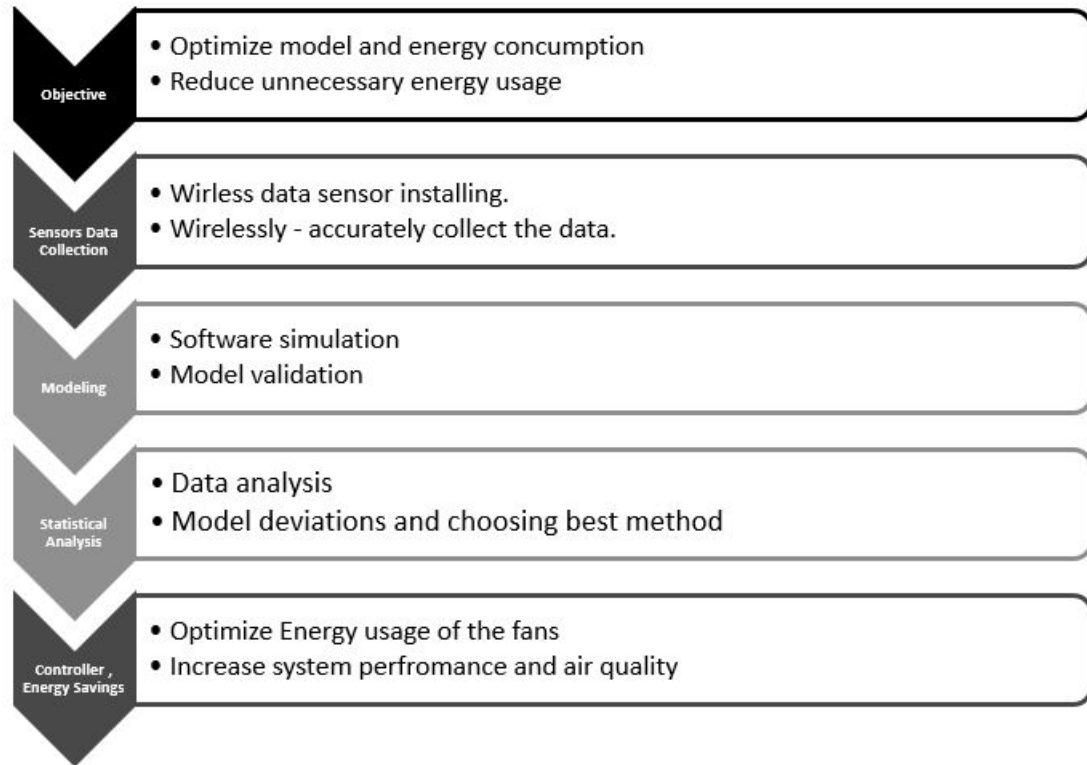 Objective
• Optimize model and energy concumption
• Reduce unnecessary energy usage
Sensors Data
Collection
• Wirless data sensor installing.
• Wirelessly - accurately collect the data.
Modeling
• Software simulation
• Model validation
Statistical
Analysis
• Data analysis
• Model deviations and choosing best method
Controller ,
Energy Savings
• Optimize Energy usage of the fans
• Increase system perfromance and air quality